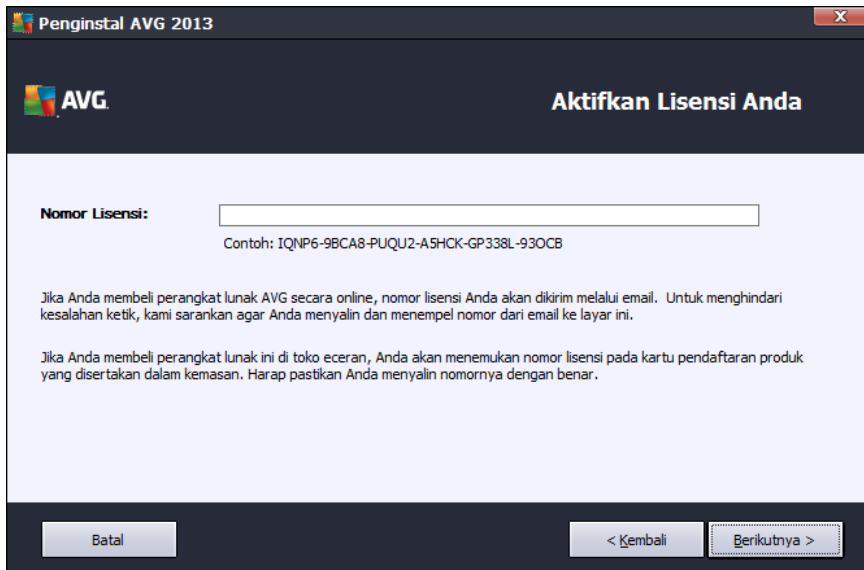 Penginstal AVG 2013
AVG.
Aktifkan Lisensi Anda
Nomor Lisensi:
Contoh: IQNP6-9BCA8-PUQU2-A5HCK-GP338L-93OCB
Jika Anda membeli perangkat lunak AVG secara online, nomor lisensi Anda akan dikirim melalui email.  Untuk menghindari
kesalahan ketik, kami sarankan agar Anda menyalin dan menempel nomor dari email ke layar ini.
Jika Anda membeli perangkat lunak ini di toko eceran, Anda akan menemukan nomor lisensi pada kartu pendaftaran produk
yang disertakan dalam kemasan. Harap pastikan Anda menyalin nomornya dengan benar.
Batal
< Kembali
Berikutnya >